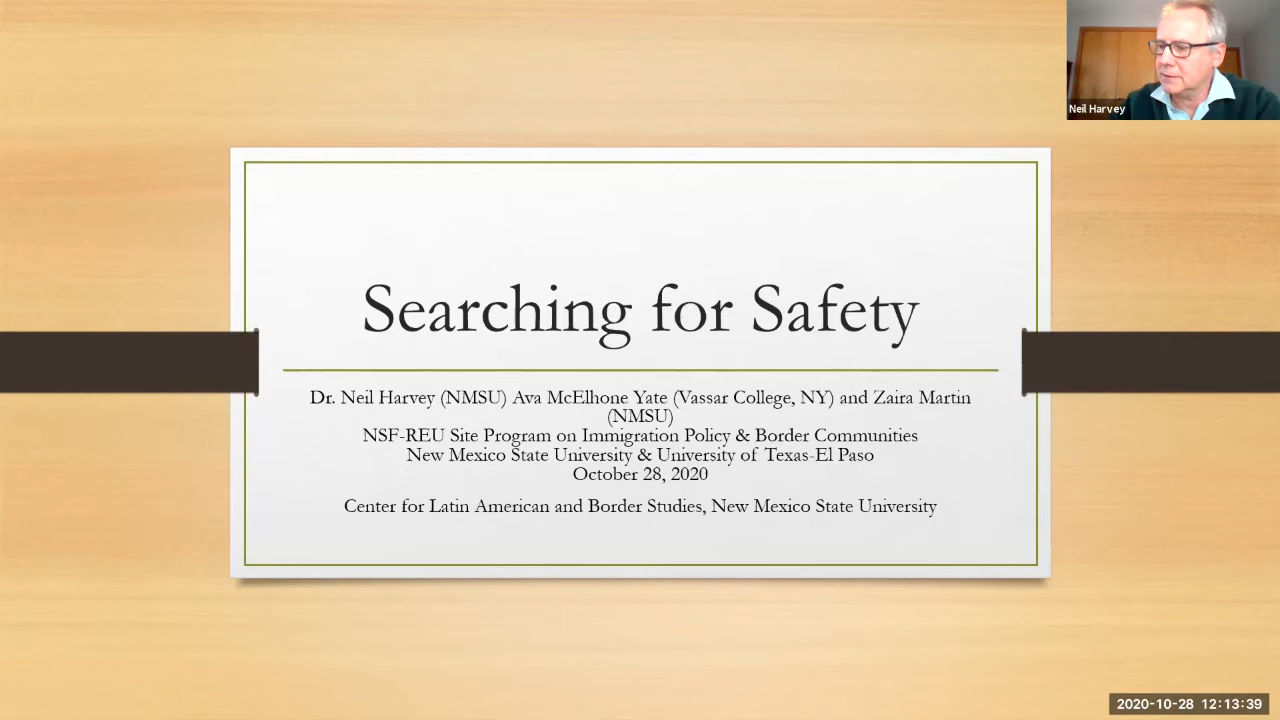 Neil Harvey
Searching for Safety
Dr. Neil Harvey (NMSU) Ava McElhone Yate (Vassar College, NY) and Zaira Martin
(NMSU)
NSF-REU Site Program on Immigration Policy & Border Communities
New Mexico State University & University of Texas-El Paso
October 28, 2020
Center for Latin American and Border Studies, New Mexico State University
2020-10-28 12:13:39